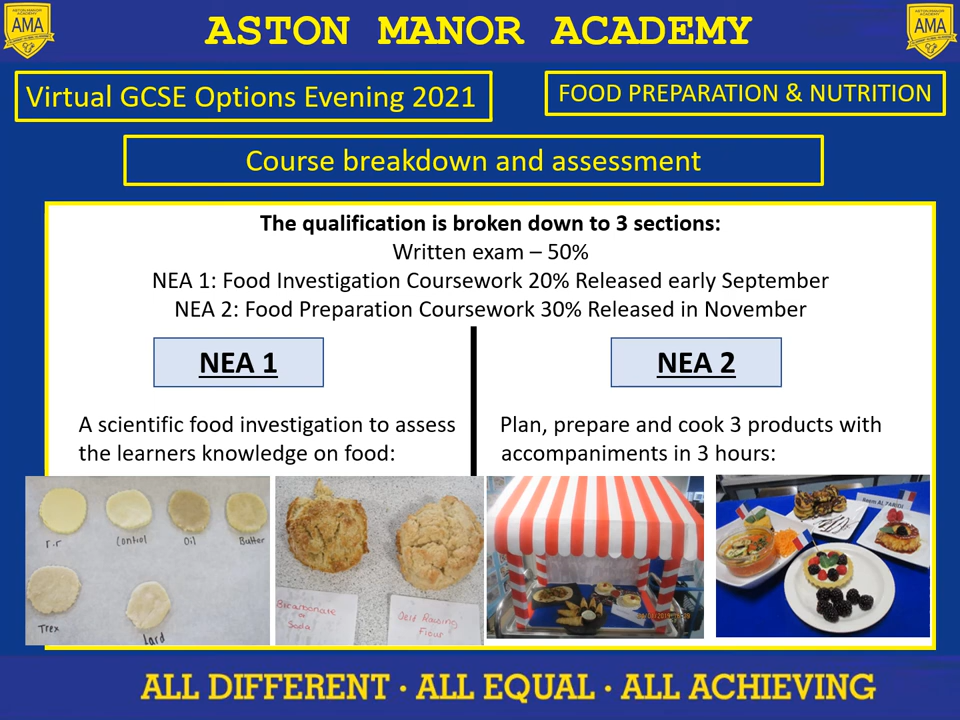 ASTON MANOR ACADEMY
AMA
AMA
Virtual GCSE Options Evening 2021
FOOD PREPARATION & NUTRITION
Course breakdown and assessment
The qualification is broken down to 3 sections:
Written exam – 50%
NEA 1: Food Investigation Coursework 20% Released early September
NEA 2: Food Preparation Coursework 30% Released in November
NEA 1
NEA 2
A scientific food investigation to assess
the learners knowledge on food:
Plan, prepare and cook 3 products with
accompaniments in 3 hours:
Control
Oil
Butter
Trex
Lard
Bicarbonate
of
Soda
Self Raising
Flour
ALL DIFFERENT · ALL EQUAL · ALL ACHIEVING